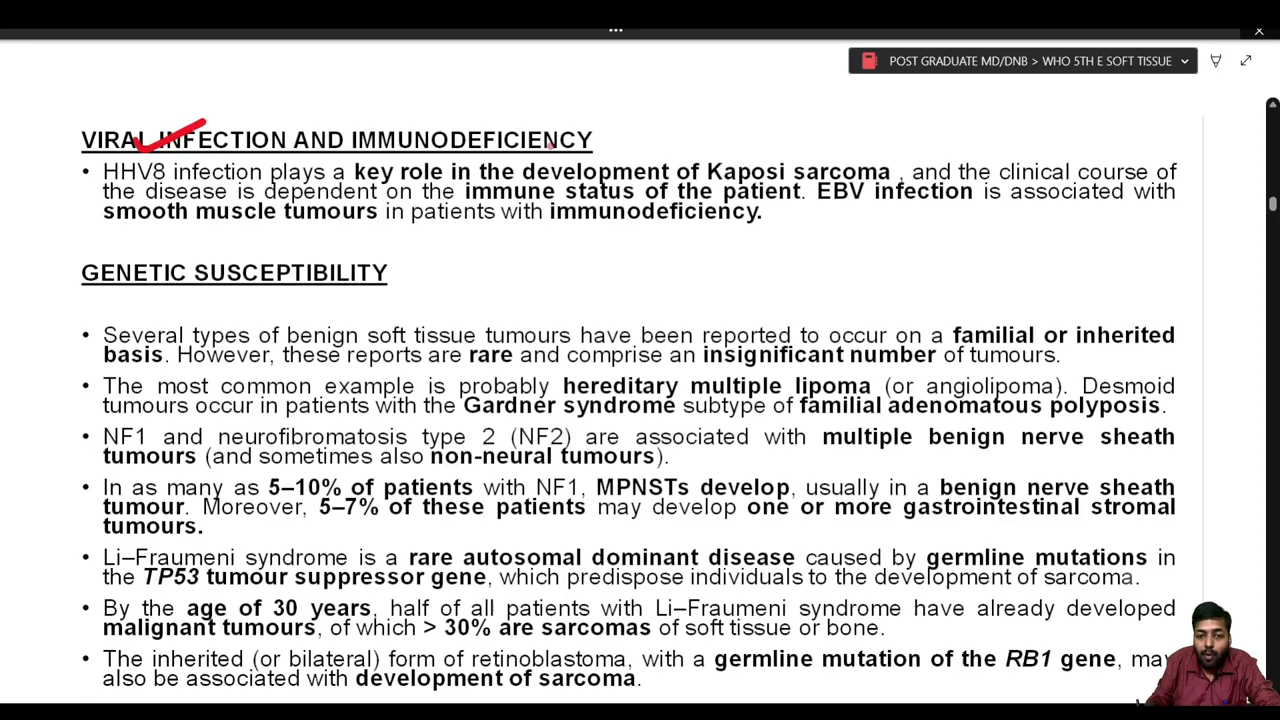 POST GRADUATE MD/DNB > WHO 5TH E SOFT TISSUE
VIRAL INFECTION AND IMMUNODEFICIENCY
• HHV8 infection plays a key role in the development of Kaposi sarcoma , and the clinical course of
the disease is dependent on the immune status of the patient. EBV infection is associated with
smooth muscle tumours in patients with immunodeficiency.
GENETIC SUSCEPTIBILITY
• Several types of benign soft tissue tumours have been reported to occur on a familial or inherited
basis. However, these reports are rare and comprise an insignificant number of tumours.
• The most common example is probably hereditary multiple lipoma (or angiolipoma). Desmoid
tumours occur in patients with the Gardner syndrome subtype of familial adenomatous polyposis.
• NF1 and neurofibromatosis type 2 (NF2) are associated with multiple benign nerve sheath
tumours (and sometimes also non-neural tumours).
• In as many as 5–10% of patients with NF1, MPNSTs develop, usually in a benign nerve sheath
tumour. Moreover, 5–7% of these patients may develop one or more gastrointestinal stromal
tumours.
• Li–Fraumeni syndrome is a rare autosomal dominant disease caused by germline mutations in
the TP53 tumour suppressor gene, which predispose individuals to the development of sarcoma.
• By the age of 30 years, half of all patients with Li–Fraumeni syndrome have already developed
malignant tumours, of which > 30% are sarcomas of soft tissue or bone.
• The inherited (or bilateral) form of retinoblastoma, with a germline mutation of the RB1 gene, may
also be associated with development of sarcoma.